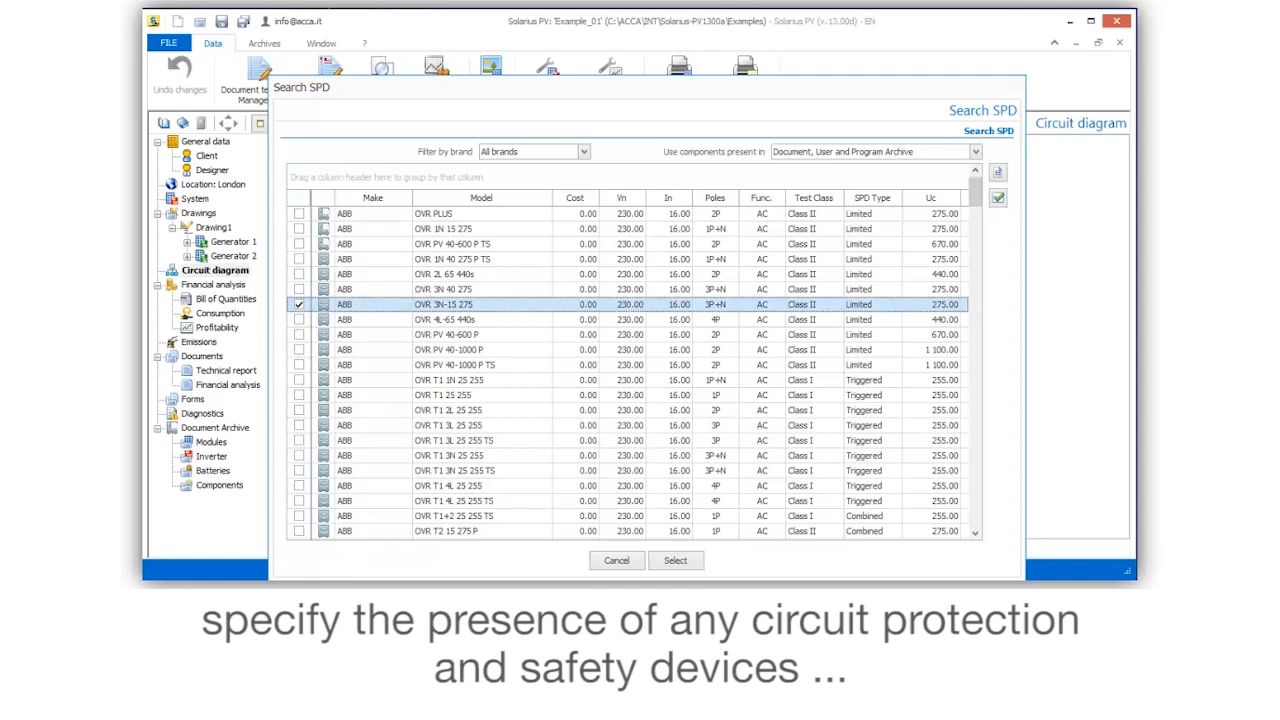 info@acca.it
Solarius PV: 'Example_01' (C:\ACCA\INT\Solarius-PV1300a\Examples) - Solarius PV (v.13.00d) - EN
FILE Data Archives Window ?
Undo changes
Search SPD
Search SPD
Search SPD
Circuit diagram
Filter by brand All brands Use components present in Document, User and Program Archive
Drag a column header here to group by that column
General data
Client
Designer
Location: London
System
Drawings
Drawing1
Generator 1
Generator 2
Circuit diagram
Financial analysis
Bill of Quantities
Consumption
Profitability
Emissions
Documents
Technical report
Financial analysis
Forms
Diagnostics
Document Archive
Modules
Inverter
Batteries
Components
Make Model Cost Vn In Poles Func. Test Class SPD Type Uc
ABB OVR PLUS 0.00 230.00 16.00 2P AC Class II Limited 275.00
ABB OVR 1N 15 275 0.00 230.00 16.00 1P+N AC Class II Limited 275.00
ABB OVR PV 40-600 P TS 0.00 230.00 16.00 2P AC Class II Limited 670.00
ABB OVR 1N 40 275 P TS 0.00 230.00 16.00 1P+N AC Class II Limited 275.00
ABB OVR 2L 65 440s 0.00 230.00 16.00 2P AC Class II Limited 440.00
ABB OVR 3N 40 275 0.00 230.00 16.00 3P+N AC Class II Limited 275.00
ABB OVR 3N-15 275 0.00 230.00 16.00 3P+N AC Class II Limited 275.00
ABB OVR 4L-65 440s 0.00 230.00 16.00 4P AC Class II Limited 440.00
ABB OVR PV 40-600 P 0.00 230.00 16.00 2P AC Class II Limited 670.00
ABB OVR PV 40-1000 P 0.00 230.00 16.00 2P AC Class II Limited 1 100.00
ABB OVR PV 40-1000 P TS 0.00 230.00 16.00 2P AC Class II Limited 1 100.00
ABB OVR T1 1N 25 255 0.00 230.00 16.00 1P+N AC Class I Triggered 255.00
ABB OVR T1 25 255 0.00 230.00 16.00 1P AC Class I Triggered 255.00
ABB OVR T1 2L 25 255 0.00 230.00 16.00 2P AC Class I Triggered 255.00
ABB OVR T1 3L 25 255 0.00 230.00 16.00 3P AC Class I Triggered 255.00
ABB OVR T1 3L 25 255 TS 0.00 230.00 16.00 3P AC Class I Triggered 255.00
ABB OVR T1 3N 25 255 0.00 230.00 16.00 3P+N AC Class I Triggered 255.00
ABB OVR T1 3N 25 255 TS 0.00 230.00 16.00 3P+N AC Class I Triggered 255.00
ABB OVR T1 4L 25 255 0.00 230.00 16.00 4P AC Class I Triggered 255.00
ABB OVR T1 4L 25 255 TS 0.00 230.00 16.00 4P AC Class I Triggered 255.00
ABB OVR T1+2 25 255 TS 0.00 230.00 16.00 1P AC Class I Combined 255.00
ABB OVR T2 15 275 P 0.00 230.00 16.00 1P AC Class II Combined 275.00
Cancel Select
specify the presence of any circuit protection
and safety devices ...